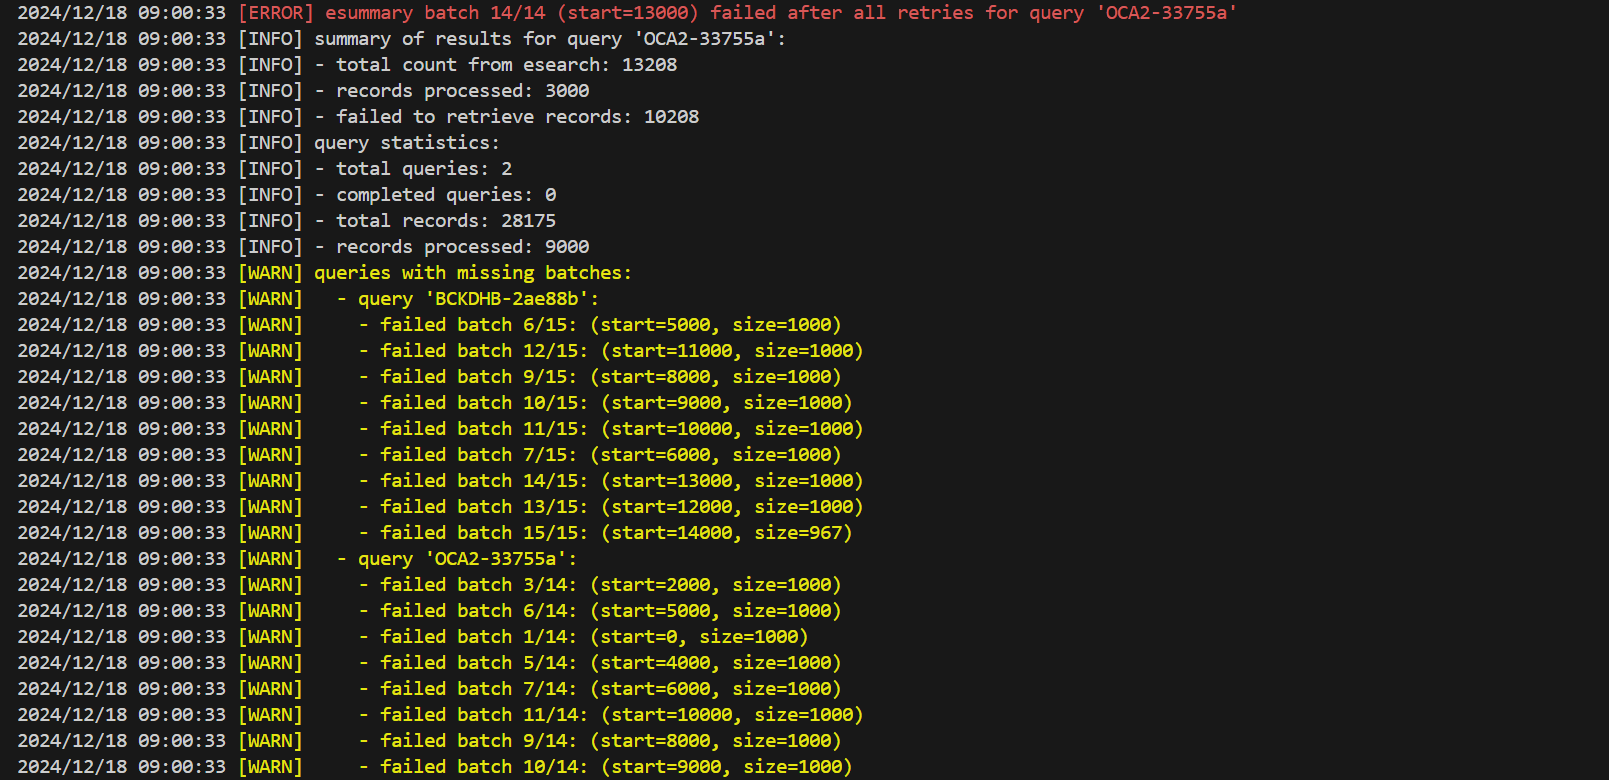 2024/12/18 09:00:33 [ERROR] esummary batch 14/14 (start=13000) failed after all retries for query 'OCA2-33755a'
2024/12/18 09:00:33 [INFO] summary of results for query 'OCA2-33755a':
2024/12/18 09:00:33 [INFO] - total count from esearch: 13208
2024/12/18 09:00:33 [INFO] - records processed: 3000
2024/12/18 09:00:33 [INFO] - failed to retrieve records: 10208
2024/12/18 09:00:33 [INFO] query statistics:
2024/12/18 09:00:33 [INFO] - total queries: 2
2024/12/18 09:00:33 [INFO] - completed queries: 0
2024/12/18 09:00:33 [INFO] - total records: 28175
2024/12/18 09:00:33 [INFO] - records processed: 9000
2024/12/18 09:00:33 [WARN] queries with missing batches:
2024/12/18 09:00:33 [WARN]   - query 'BCKDHB-2ae88b':
2024/12/18 09:00:33 [WARN]     - failed batch 6/15: (start=5000, size=1000)
2024/12/18 09:00:33 [WARN]     - failed batch 12/15: (start=11000, size=1000)
2024/12/18 09:00:33 [WARN]     - failed batch 9/15: (start=8000, size=1000)
2024/12/18 09:00:33 [WARN]     - failed batch 10/15: (start=9000, size=1000)
2024/12/18 09:00:33 [WARN]     - failed batch 11/15: (start=10000, size=1000)
2024/12/18 09:00:33 [WARN]     - failed batch 7/15: (start=6000, size=1000)
2024/12/18 09:00:33 [WARN]     - failed batch 14/15: (start=13000, size=1000)
2024/12/18 09:00:33 [WARN]     - failed batch 13/15: (start=12000, size=1000)
2024/12/18 09:00:33 [WARN]     - failed batch 15/15: (start=14000, size=967)
2024/12/18 09:00:33 [WARN]   - query 'OCA2-33755a':
2024/12/18 09:00:33 [WARN]     - failed batch 3/14: (start=2000, size=1000)
2024/12/18 09:00:33 [WARN]     - failed batch 6/14: (start=5000, size=1000)
2024/12/18 09:00:33 [WARN]     - failed batch 1/14: (start=0, size=1000)
2024/12/18 09:00:33 [WARN]     - failed batch 5/14: (start=4000, size=1000)
2024/12/18 09:00:33 [WARN]     - failed batch 7/14: (start=6000, size=1000)
2024/12/18 09:00:33 [WARN]     - failed batch 11/14: (start=10000, size=1000)
2024/12/18 09:00:33 [WARN]     - failed batch 9/14: (start=8000, size=1000)
2024/12/18 09:00:33 [WARN]     - failed batch 10/14: (start=9000, size=1000)